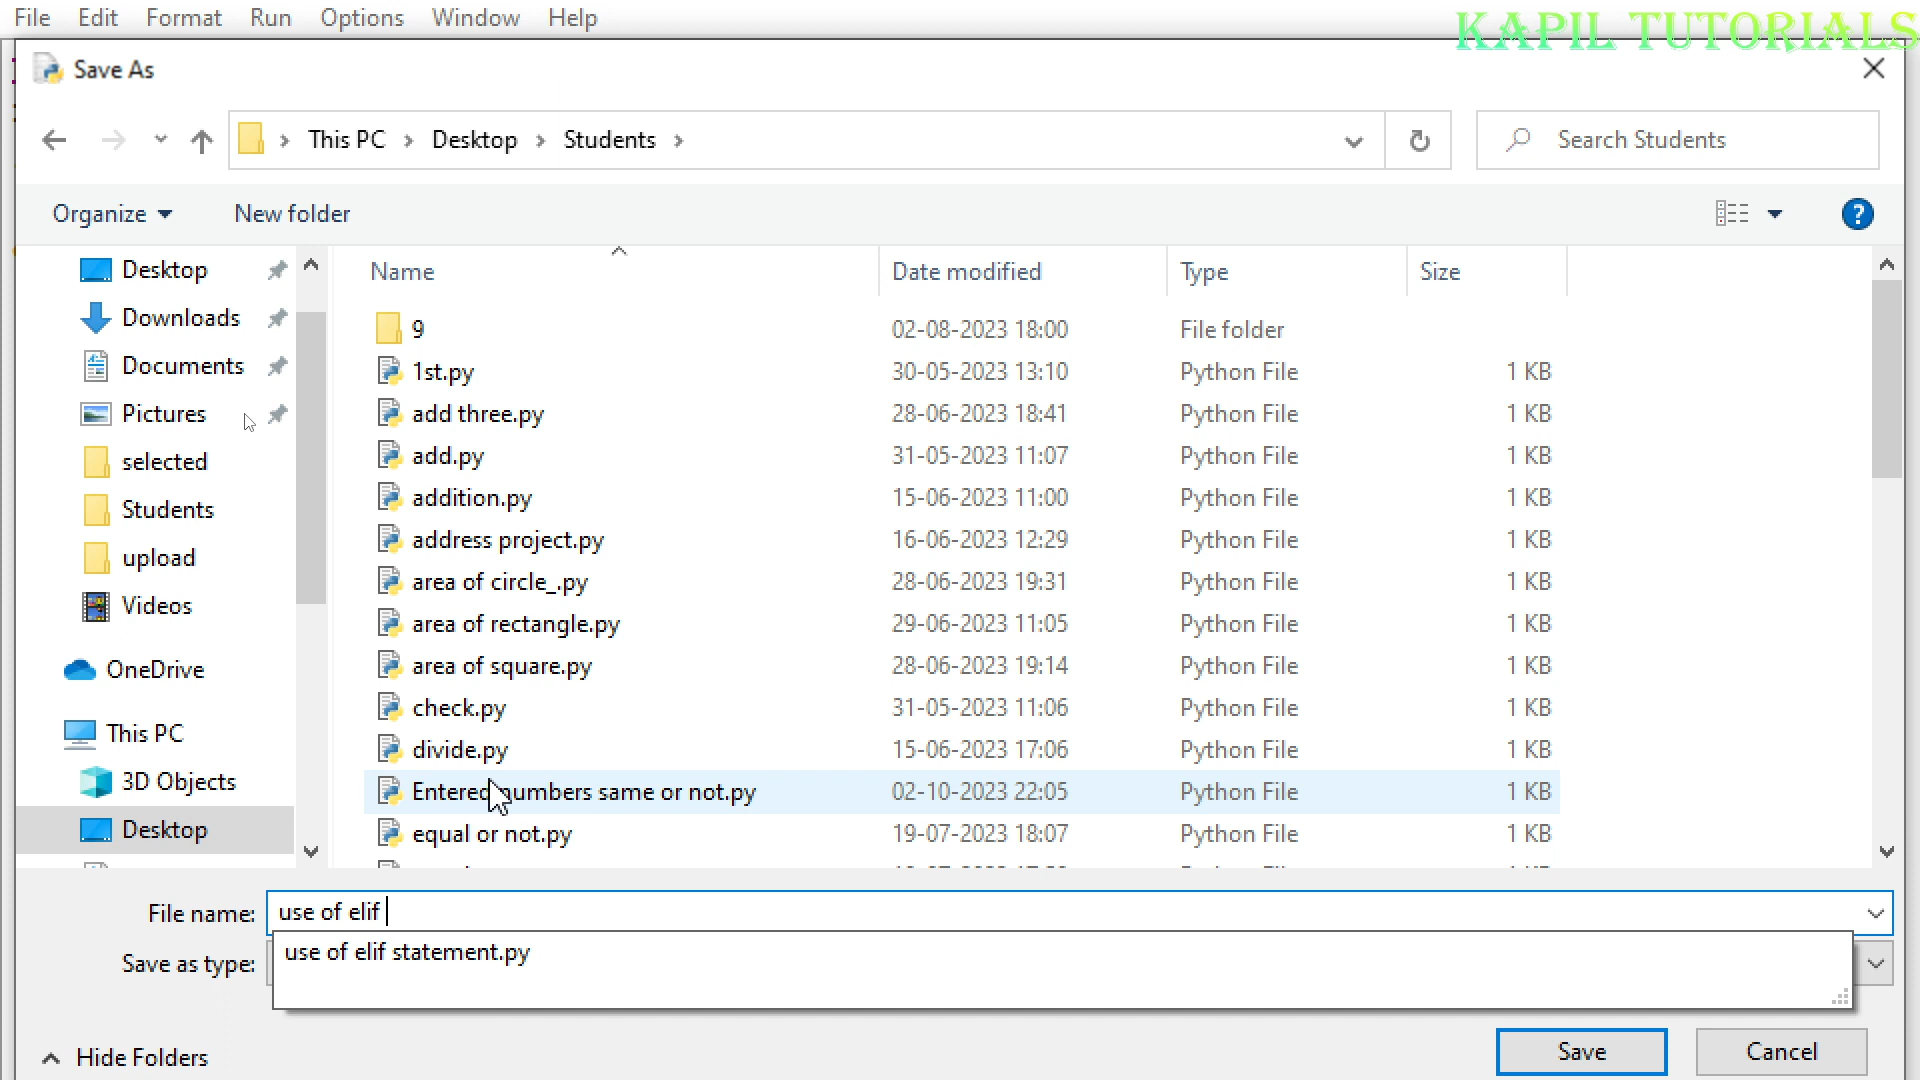 File Edit Format Run Options Window Help
KAPIL TUTORIALS
Save As
This PC > Desktop > Students >
Search Students
Organize New folder
?
Name Date modified Type Size
Desktop
Downloads
Documents
Pictures
selected
Students
upload
Videos
OneDrive
This PC
3D Objects
Desktop
9 02-08-2023 18:00 File folder
1st.py 30-05-2023 13:10 Python File 1 KB
add three.py 28-06-2023 18:41 Python File 1 KB
add.py 31-05-2023 11:07 Python File 1 KB
addition.py 15-06-2023 11:00 Python File 1 KB
address project.py 16-06-2023 12:29 Python File 1 KB
area of circle_.py 28-06-2023 19:31 Python File 1 KB
area of rectangle.py 29-06-2023 11:05 Python File 1 KB
area of square.py 28-06-2023 19:14 Python File 1 KB
check.py 31-05-2023 11:06 Python File 1 KB
divide.py 15-06-2023 17:06 Python File 1 KB
Entered numbers same or not.py 02-10-2023 22:05 Python File 1 KB
equal or not.py 19-07-2023 18:07 Python File 1 KB
File name: use of elif
use of elif statement.py
Save as type:
Hide Folders
Save Cancel